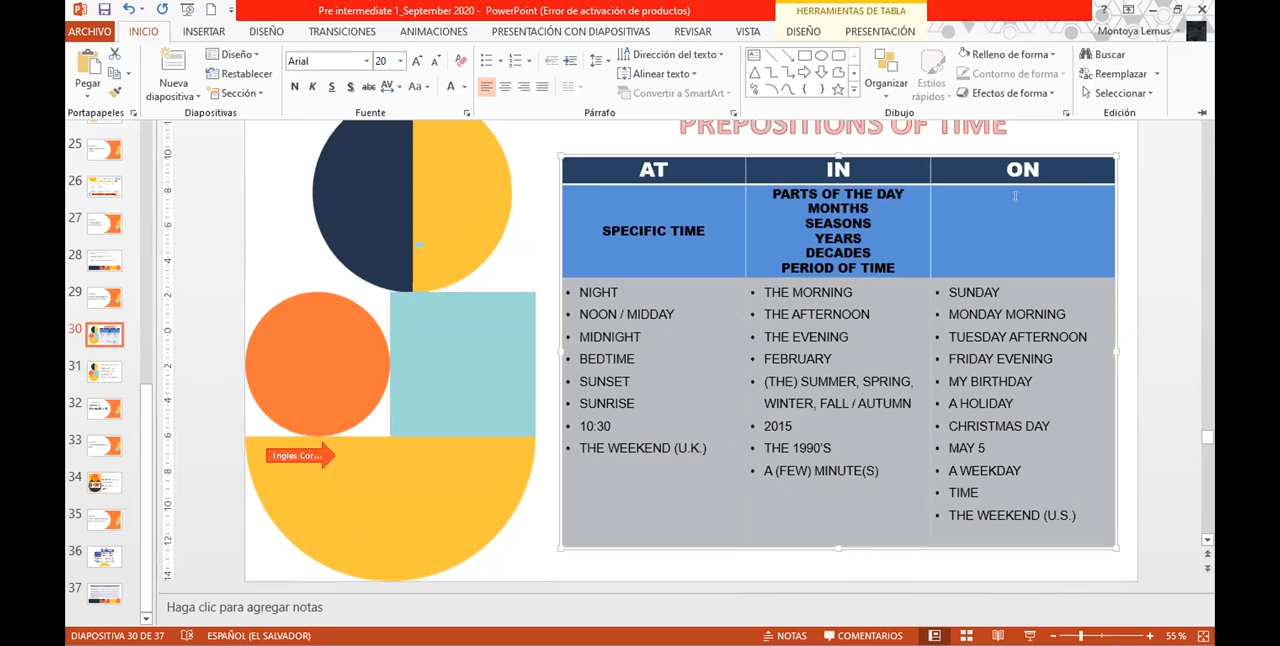 Pre intermediate 1_September 2020 - PowerPoint (Error de activación de productos)
HERRAMIENTAS DE TABLA
ARCHIVO INICIO INSERTAR DISEÑO TRANSICIONES ANIMACIONES PRESENTACIÓN CON DIAPOSITIVAS REVISAR VISTA DISEÑO PRESENTACIÓN Montoya Lemus
Pegar
Portapapeles
Nueva
diapositiva
Diseño
Restablecer
Sección
Diapositivas
Arial 20
N K S S abc AV Aa A
Fuente
Dirección del texto
Alinear texto
Convertir a SmartArt
Párrafo
Organizar
Estilos
rápidos
Relleno de forma
Contorno de forma
Efectos de forma
Dibujo
Buscar
Reemplazar
Seleccionar
Edición
25
26
27
28
29
30
31
32
33
34
35
36
37
PREPOSITIONS OF TIME
AT IN ON
SPECIFIC TIME
PARTS OF THE DAY
MONTHS
SEASONS
YEARS
DECADES
PERIOD OF TIME
• NIGHT
• NOON / MIDDAY
• MIDNIGHT
• BEDTIME
• SUNSET
• SUNRISE
• 10:30
• THE WEEKEND (U.K.)
• THE MORNING
• THE AFTERNOON
• THE EVENING
• FEBRUARY
• (THE) SUMMER, SPRING,
WINTER, FALL / AUTUMN
• 2015
• THE 1990'S
• A (FEW) MINUTE(S)
• SUNDAY
• MONDAY MORNING
• TUESDAY AFTERNOON
• FRIDAY EVENING
• MY BIRTHDAY
• A HOLIDAY
• CHRISTMAS DAY
• MAY 5
• A WEEKDAY
• TIME
• THE WEEKEND (U.S.)
Ingles Cor...
Haga clic para agregar notas
DIAPOSITIVA 30 DE 37 ESPAÑOL (EL SALVADOR) NOTAS COMENTARIOS 55 %